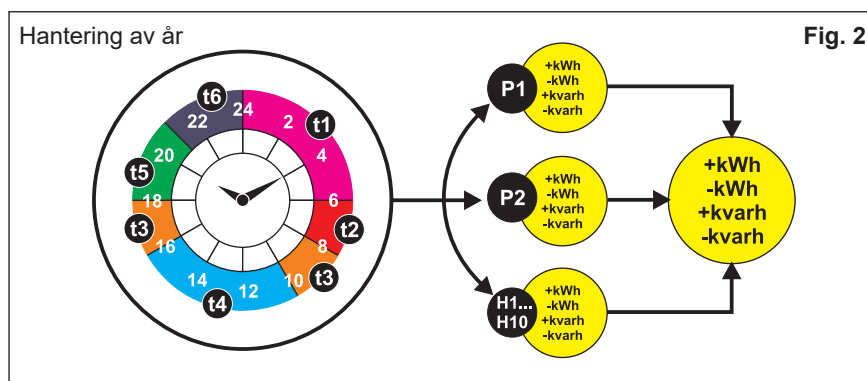 Hantering av år
Fig. 2
24
2
4
6
8
10
12
14
16
18
20
22
t1
t2
t3
t4
t3
t5
t6
P1
+kWh
-kWh
+kvarh
-kvarh
P2
+kWh
-kWh
+kvarh
-kvarh
H1...
H10
+kWh
-kWh
+kvarh
-kvarh
+kWh
-kWh
+kvarh
-kvarh